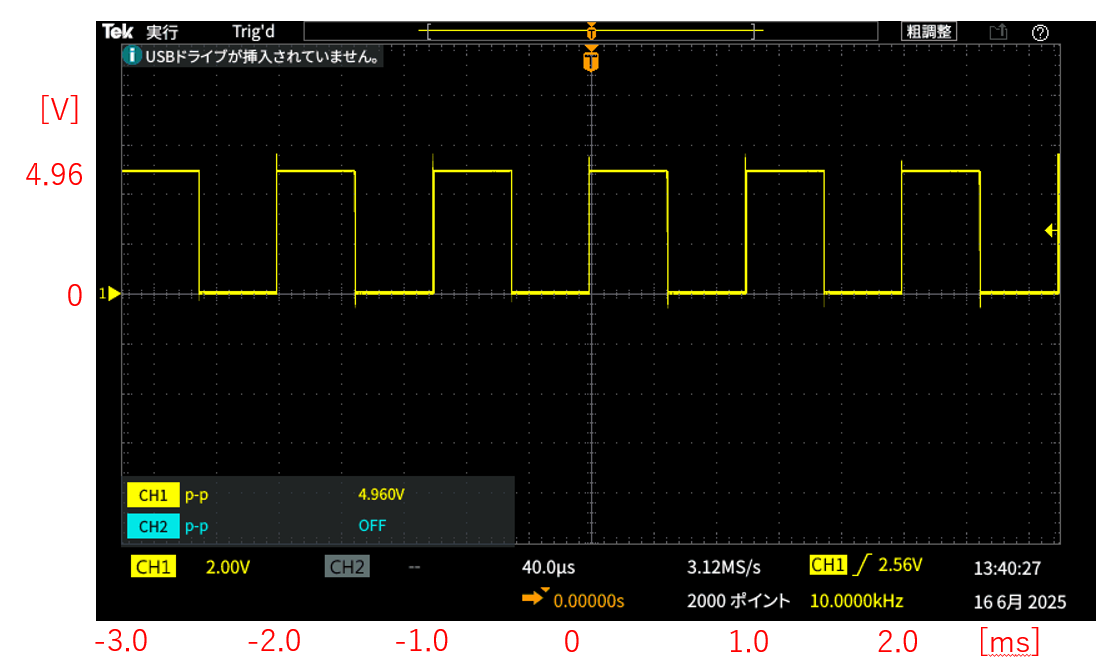 Tek 実行 Trig'd 粗調整
USBドライブが挿入されていません。
[V]
4.96
0
1
CH1 p-p 4.960V
CH2 p-p OFF
CH1 2.00V CH2 -- 40.0µs 3.12MS/s CH1 2.56V 13:40:27
0.00000s 2000 ポイント 10.0000kHz 16 6月 2025
-3.0 -2.0 -1.0 0 1.0 2.0 [ms]